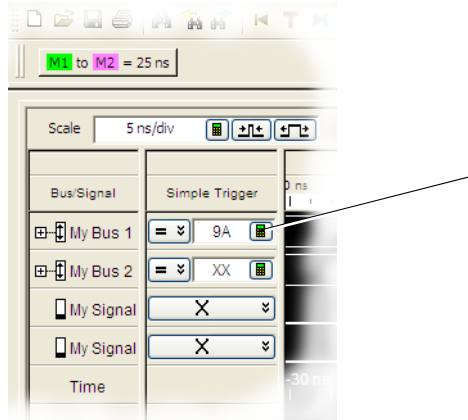 T
M1 to M2 = 25 ns
Scale 5 ns/div
Bus/Signal Simple Trigger 0 ns
My Bus 1 = 9A
My Bus 2 = XX
My Signal X
My Signal X
Time -30 ns